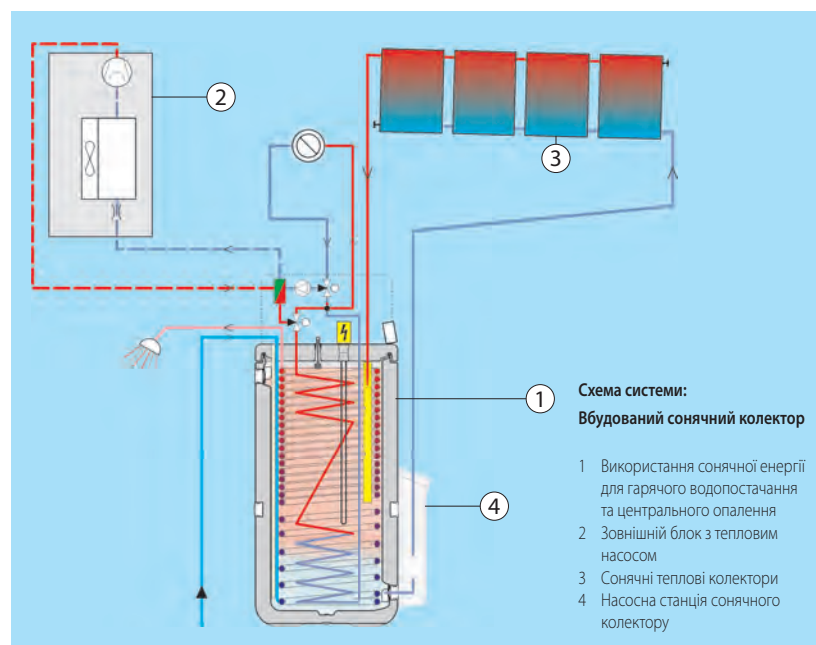 2
3
1
4
Схема системи:
Вбудований сонячний колектор
1 Використання сонячної енергії
для гарячого водопостачання
та центрального опалення
2 Зовнішній блок з тепловим
насосом
3 Сонячні теплові колектори
4 Насосна станція сонячного
колектору